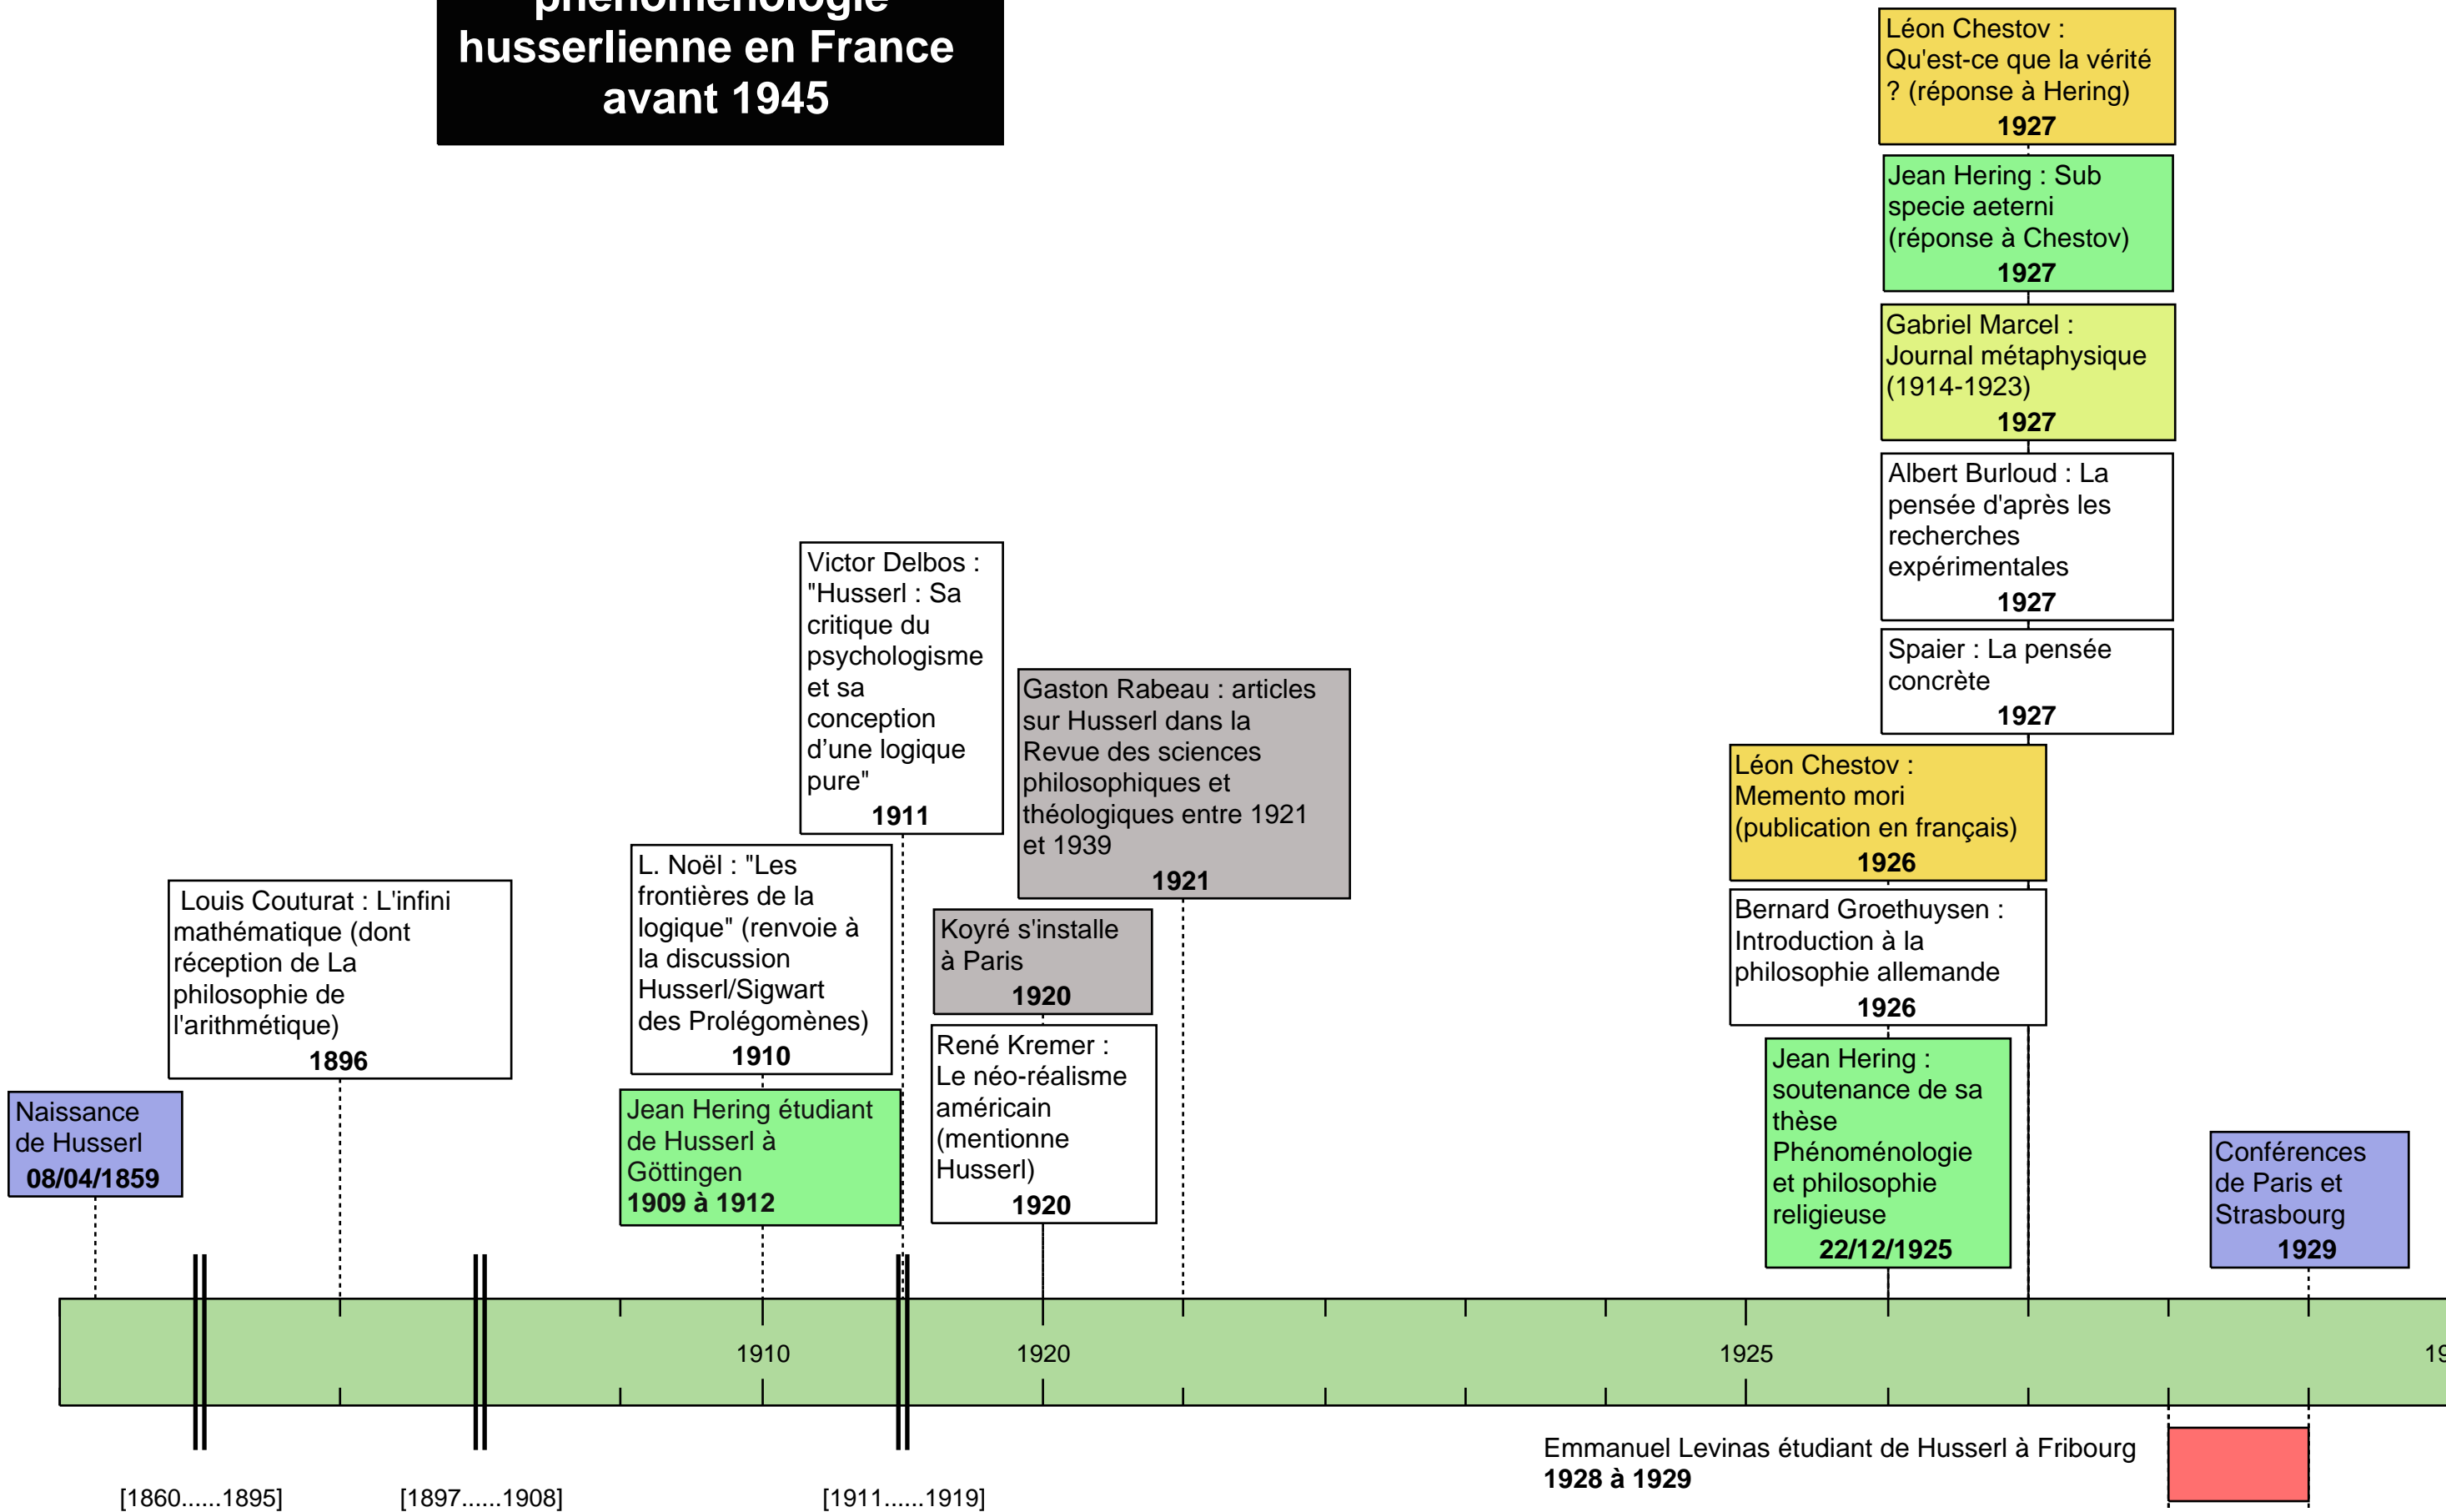 phénoménologie
husserlienne en France
avant 1945
Léon Chestov :
Qu'est-ce que la vérité
? (réponse à Hering)
1927
Jean Hering : Sub
specie aeterni
(réponse à Chestov)
1927
Gabriel Marcel :
Journal métaphysique
(1914-1923)
1927
Albert Burloud : La
pensée d'après les
recherches
expérimentales
1927
Spaier : La pensée
concrète
1927
Victor Delbos :
"Husserl : Sa
critique du
psychologisme
et sa
conception
d’une logique
pure"
1911
Gaston Rabeau : articles
sur Husserl dans la
Revue des sciences
philosophiques et
théologiques entre 1921
et 1939
1921
Léon Chestov :
Memento mori
(publication en français)
1926
L. Noël : "Les
frontières de la
logique" (renvoie à
la discussion
Husserl/Sigwart
des Prolégomènes)
1910
Louis Couturat : L'infini
mathématique (dont
réception de La
philosophie de
l'arithmétique)
1896
Koyré s'installe
à Paris
1920
Bernard Groethuysen :
Introduction à la
philosophie allemande
1926
René Kremer :
Le néo-réalisme
américain
(mentionne
Husserl)
1920
Jean Hering :
soutenance de sa
thèse
Phénoménologie
et philosophie
religieuse
22/12/1925
Naissance
de Husserl
08/04/1859
Jean Hering étudiant
de Husserl à
Göttingen
1909 à 1912
Conférences
de Paris et
Strasbourg
1929
1910 1920 1925
Emmanuel Levinas étudiant de Husserl à Fribourg
1928 à 1929
[1860......1895] [1897......1908] [1911......1919]